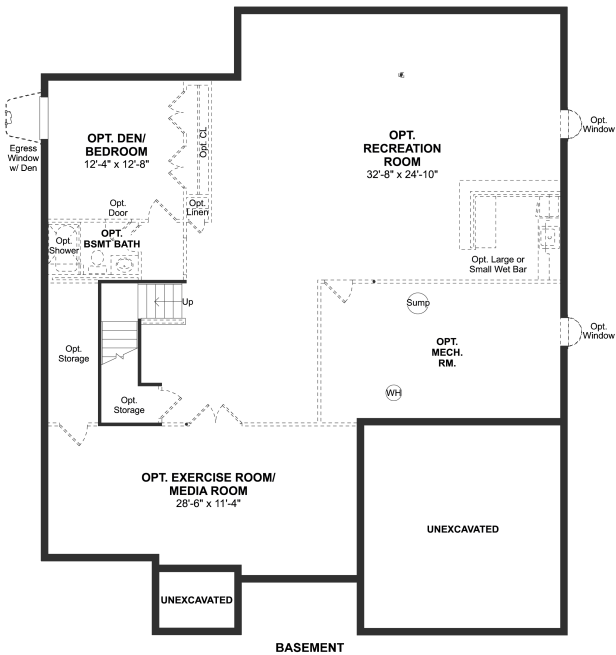 OPT. DEN/
BEDROOM
12'-4" x 12'-8"
Opt. CL
OPT.
RECREATION
ROOM
32'-8" x 24'-10"
Opt.
Window
Egress
Window
w/ Den
Opt.
Door
Opt.
Linen
Opt.
Shower
OPT.
BSMT BATH
Opt. Large or
Small Wet Bar
Up
Sump
Opt.
Window
OPT.
MECH.
RM.
Opt.
Storage
WH
Opt.
Storage
OPT. EXERCISE ROOM/
MEDIA ROOM
28'-6" x 11'-4"
UNEXCAVATED
UNEXCAVATED
BASEMENT